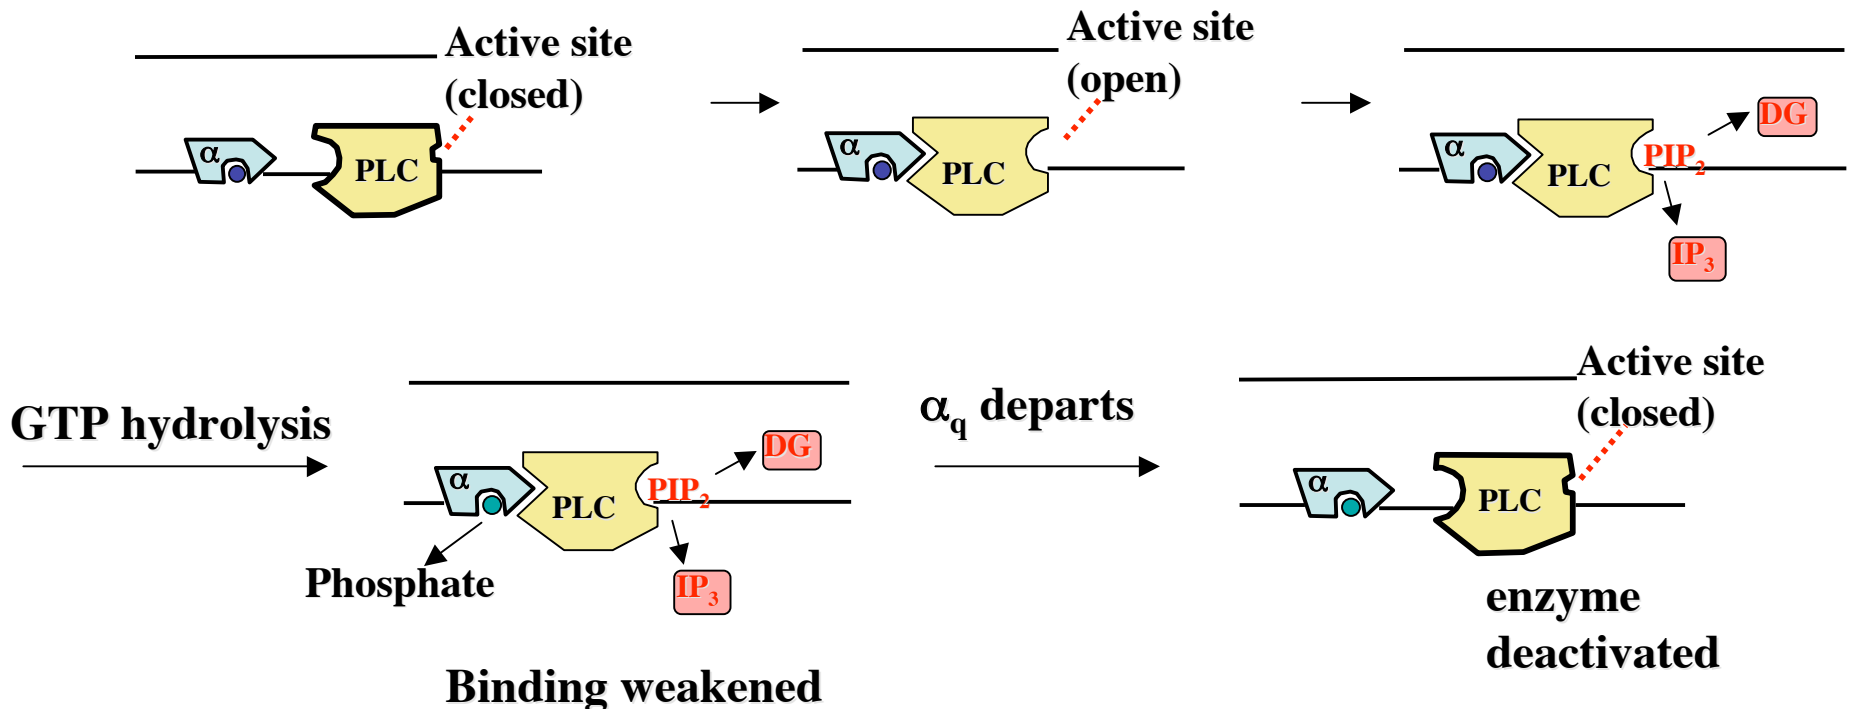 Active site
(closed)
α
PLC
Active site
(open)
α
PLC
α
PLC
PIP₂
DG
IP₃
GTP hydrolysis
α
PLC
PIP₂
DG
IP₃
Phosphate
Binding weakened
αq departs
Active site
(closed)
α
PLC
enzyme
deactivated